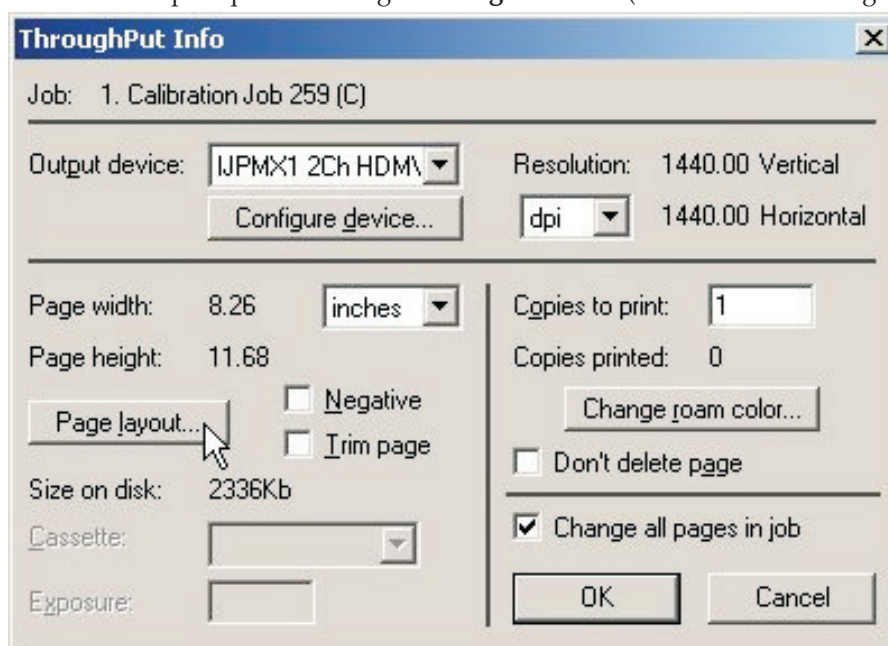 ThroughPut Info
Job: 1. Calibration Job 259 (C)
Output device: IJPMX1 2Ch HDM\
Configure device...
Resolution: 1440.00 Vertical
dpi 1440.00 Horizontal
Page width: 8.26 inches
Page height: 11.68
Page layout...
Negative
Trim page
Size on disk: 2336Kb
Cassette:
Exposure:
Copies to print: 1
Copies printed: 0
Change roam color...
Don't delete page
Change all pages in job
OK Cancel